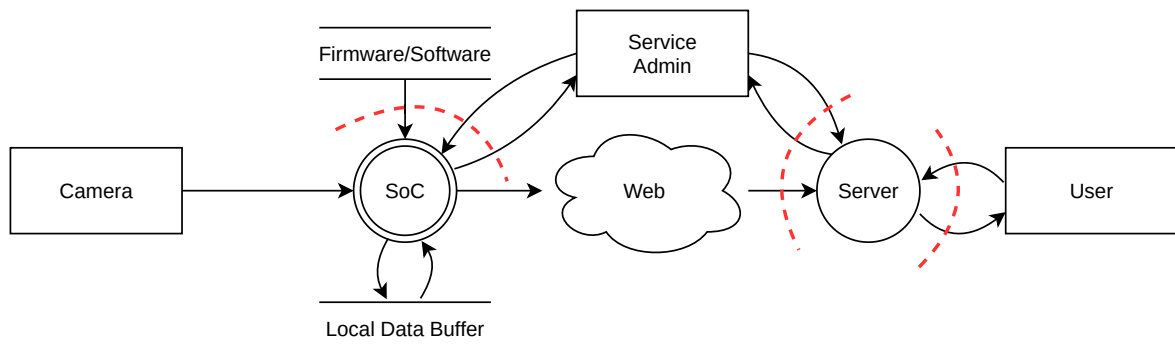 Firmware/Software
Service
Admin
Camera
SoC
Web
Server
User
Local Data Buffer